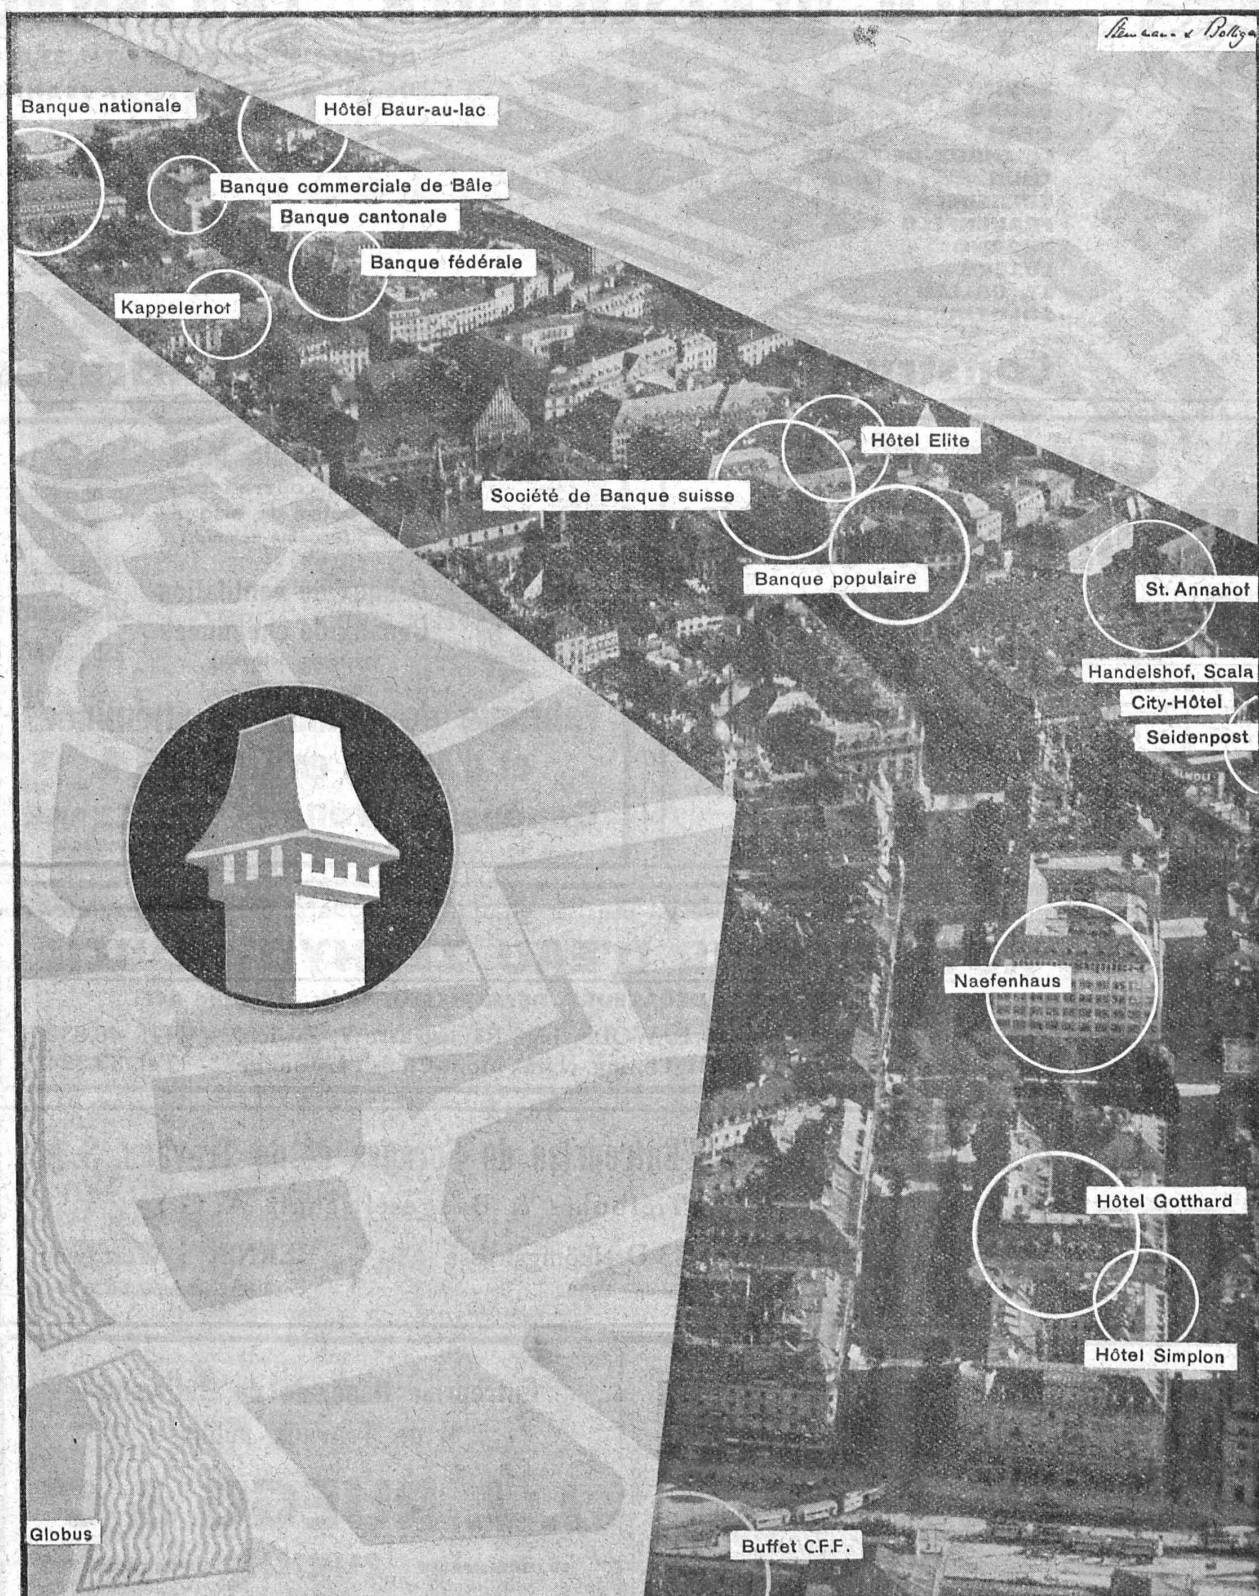 Banque nationale
Hôtel Baur-au-lac
Banque commerciale de Bâle
Banque cantonale
Banque fédérale
Kappelerhof
Hôtel Elite
Société de Banque suisse
Banque populaire
St. Annahof
Handelshof, Scala
City-Hôtel
Seidenpost
Naefenhaus
Hôtel Gotthard
Hôtel Simplon
Globus
Buffet C.F.F.